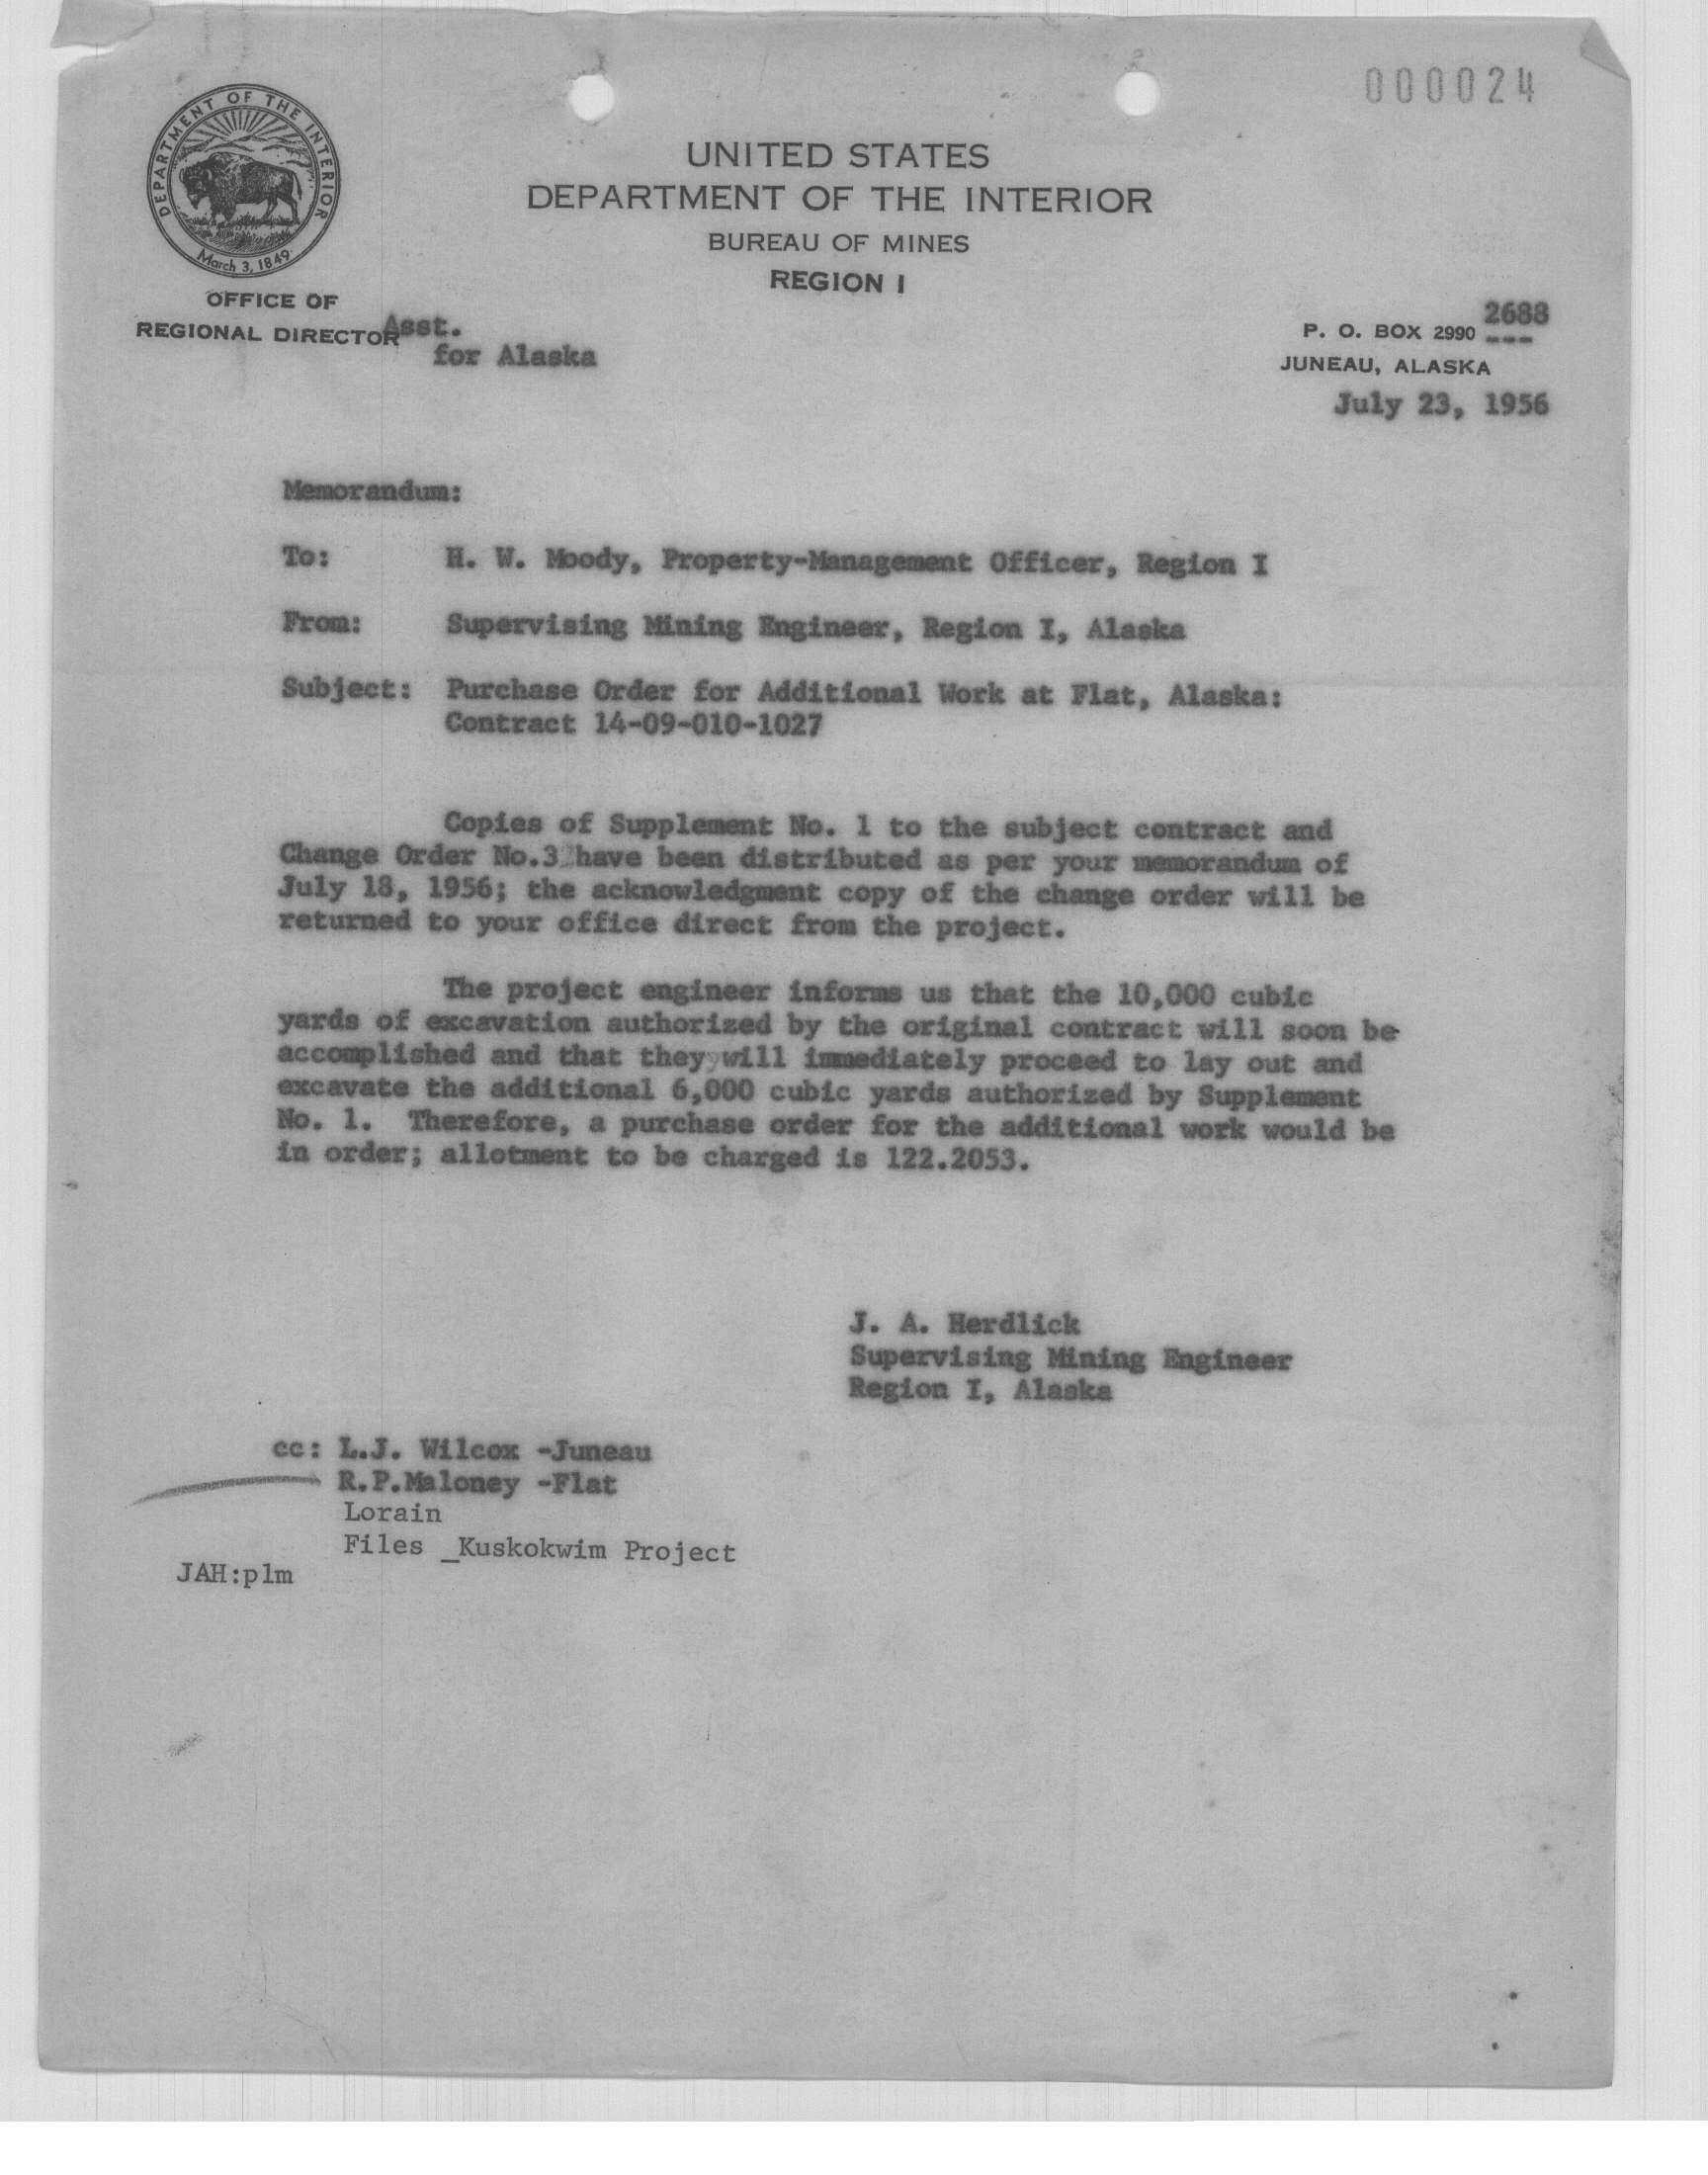 000024
DEPARTMENT OF THE INTERIOR
March 3, 1849
UNITED STATES
DEPARTMENT OF THE INTERIOR
BUREAU OF MINES
REGION I
OFFICE OF
REGIONAL DIRECTOR Asst.
for Alaska
2688
P. O. BOX 2990 ---
JUNEAU, ALASKA
July 23, 1956
Memorandum:
To: H. W. Moody, Property-Management Officer, Region I
From: Supervising Mining Engineer, Region I, Alaska
Subject: Purchase Order for Additional Work at Flat, Alaska:
Contract 14-09-010-1027
Copies of Supplement No. 1 to the subject contract and
Change Order No.3 have been distributed as per your memorandum of
July 18, 1956; the acknowledgment copy of the change order will be
returned to your office direct from the project.
The project engineer informs us that the 10,000 cubic
yards of excavation authorized by the original contract will soon be
accomplished and that they will immediately proceed to lay out and
excavate the additional 6,000 cubic yards authorized by Supplement
No. 1. Therefore, a purchase order for the additional work would be
in order; allotment to be charged is 122.2053.
J. A. Herdlick
Supervising Mining Engineer
Region I, Alaska
cc: L.J. Wilcox -Juneau
R.P.Maloney -Flat
Lorain
Files _Kuskokwim Project
JAH:plm